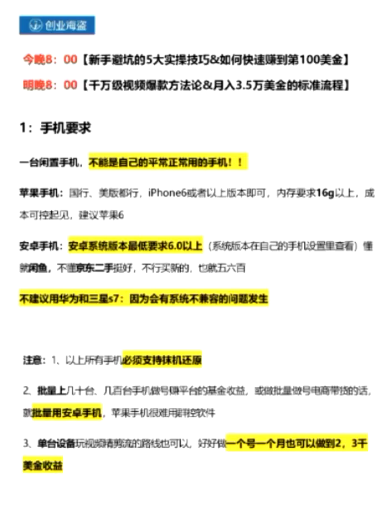 创业海盗
今晚8：00【新手避坑的5大实操技巧&如何快速赚到第100美金】
明晚8：00【千万级视频爆款方法论&月入3.5万美金的标准流程】
1：手机要求
一台闲置手机，不能是自己的平常正常用的手机！！
苹果手机：国行、美版都行、iPhone6或者以上版本即可，内存要求16g以上，成
本可控起见，建议苹果6
安卓手机：安卓系统版本最低要求6.0以上（系统版本在自己的手机设置里查看）懂
就闲鱼，不懂京东二手挺好，不行买新的，也就五六百
不建议用华为和三星s7：因为会有系统不兼容的问题发生
注意：1、以上所有手机必须支持抹机还原
2、批量上几十台、几百台手机做号赚平台的基金收益，或做批量做号电商带货的话，
就批量用安卓手机，苹果手机很难用群控软件
3、单台设备玩视频精剪流的路线也可以，好好做一个号一个月也可以做到2，3千
美金收益